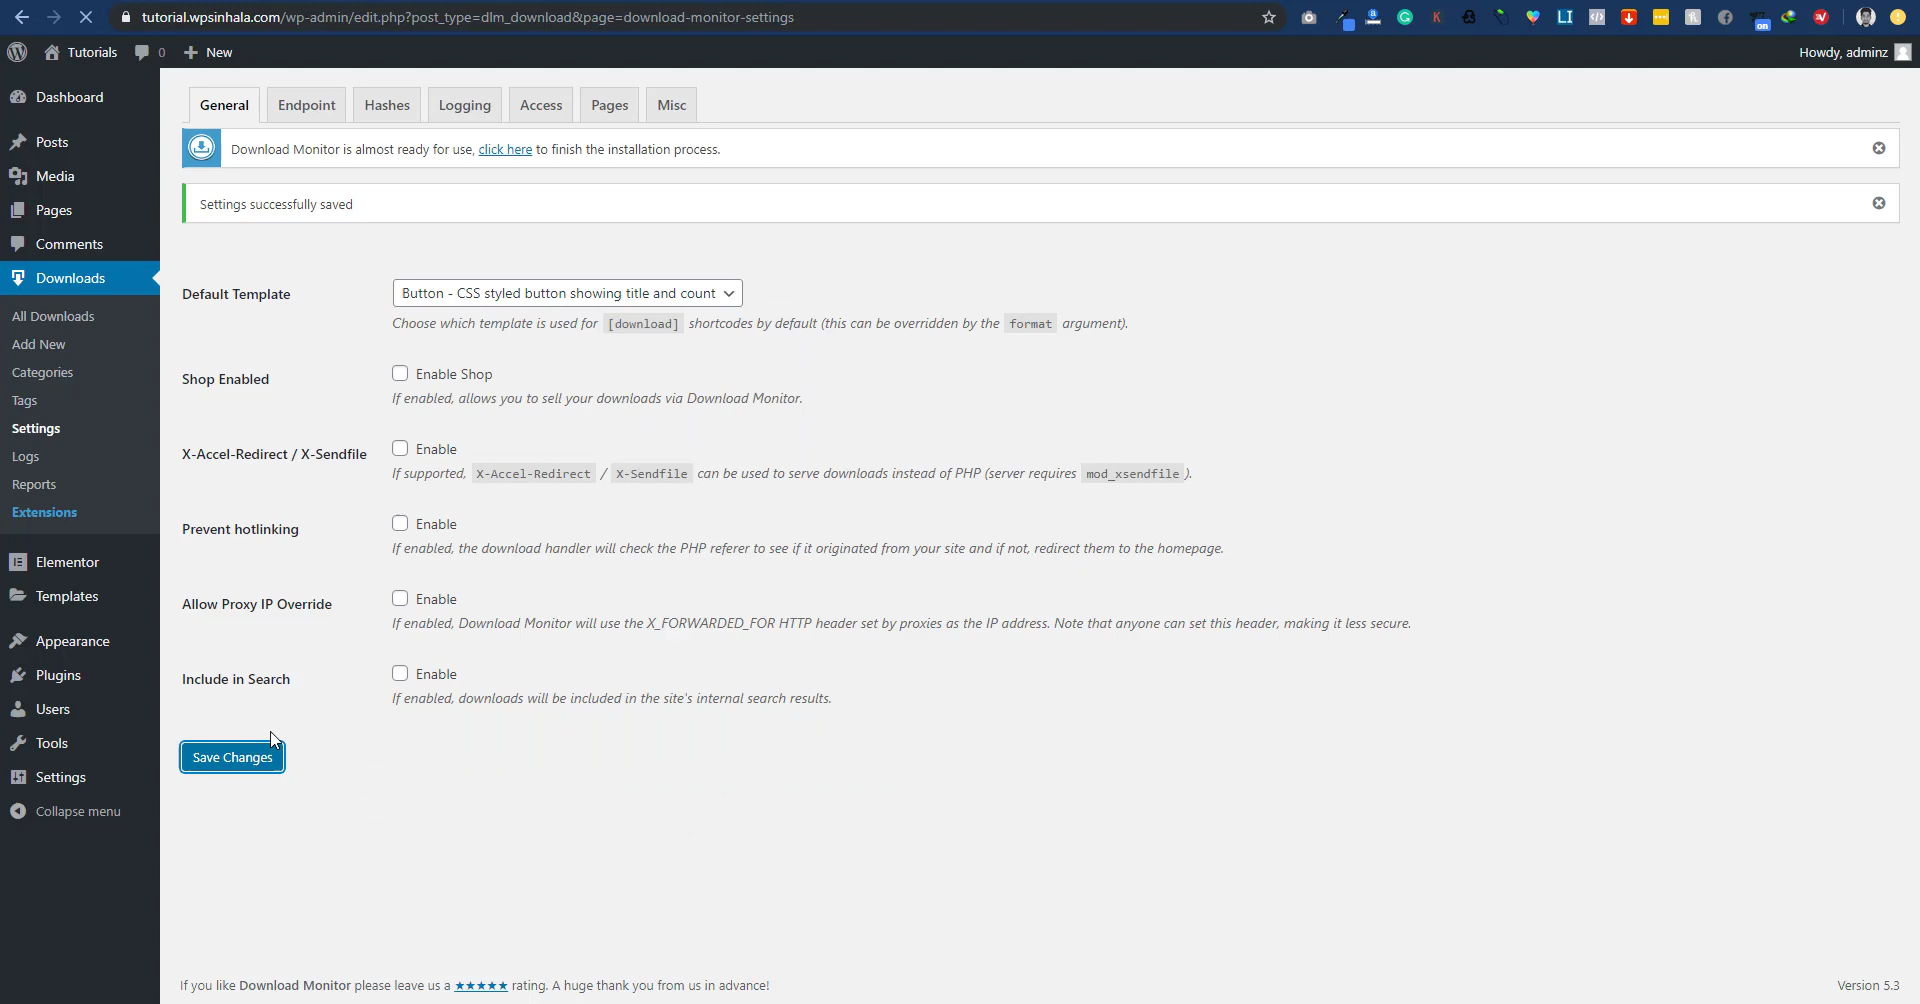 tutorial.wpsinhala.com/wp-admin/edit.php?post_type=dlm_download&page=download-monitor-settings
Tutorials 0 New Howdy, adminz
Dashboard
Posts
Media
Pages
Comments
Downloads
All Downloads
Add New
Categories
Tags
Settings
Logs
Reports
Extensions
Elementor
Templates
Appearance
Plugins
Users
Tools
Settings
Collapse menu
General Endpoint Hashes Logging Access Pages Misc
Download Monitor is almost ready for use, click here to finish the installation process.
Settings successfully saved
Default Template Button - CSS styled button showing title and count
Choose which template is used for [download] shortcodes by default (this can be overridden by the format argument).
Shop Enabled Enable Shop
If enabled, allows you to sell your downloads via Download Monitor.
X-Accel-Redirect / X-Sendfile Enable
If supported, X-Accel-Redirect / X-Sendfile can be used to serve downloads instead of PHP (server requires mod_xsendfile ).
Prevent hotlinking Enable
If enabled, the download handler will check the PHP referer to see if it originated from your site and if not, redirect them to the homepage.
Allow Proxy IP Override Enable
If enabled, Download Monitor will use the X_FORWARDED_FOR HTTP header set by proxies as the IP address. Note that anyone can set this header, making it less secure.
Include in Search Enable
If enabled, downloads will be included in the site's internal search results.
Save Changes
If you like Download Monitor please leave us a ★★★★★ rating. A huge thank you from us in advance!
Version 5.3